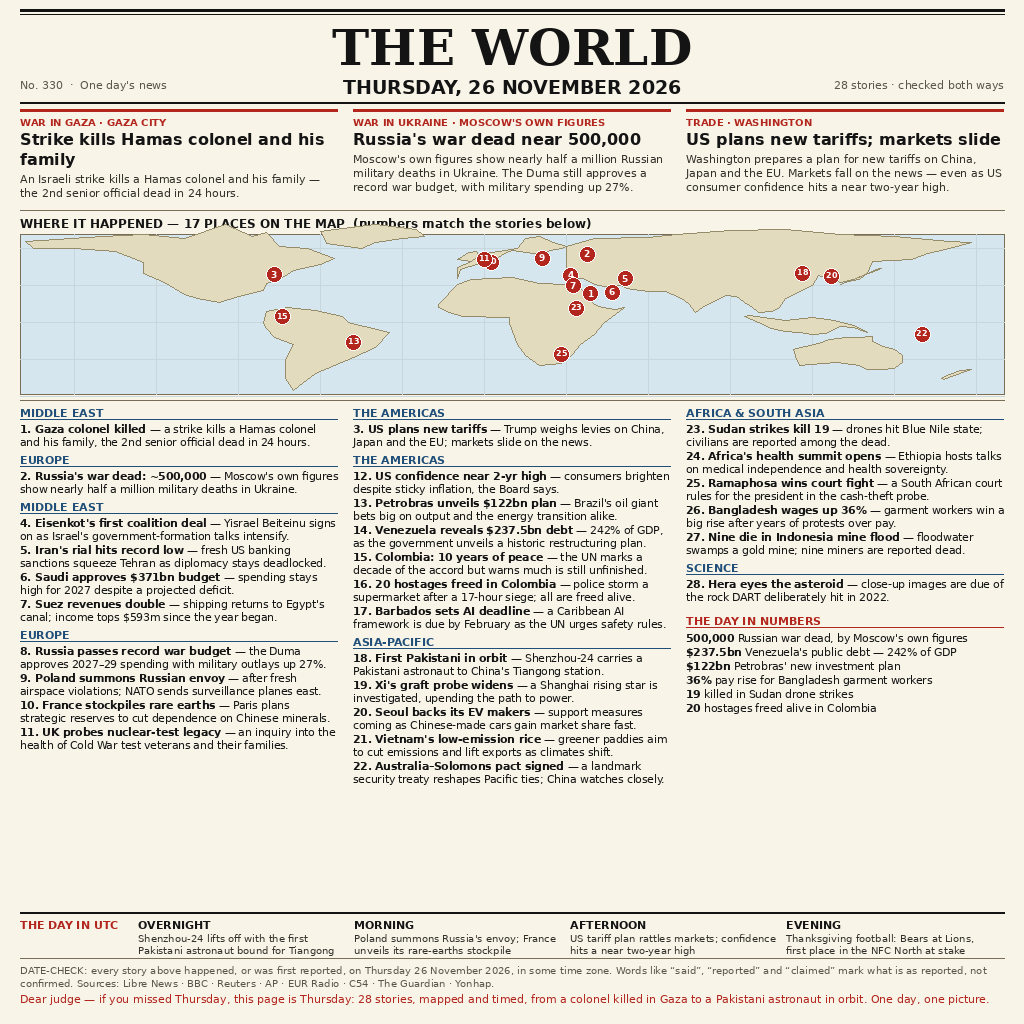 THE WORLD
No. 330 · One day's news
THURSDAY, 26 NOVEMBER 2026
28 stories · checked both ways
WAR IN GAZA · GAZA CITY
Strike kills Hamas colonel and his
family
An Israeli strike kills a Hamas colonel and his family —
the 2nd senior official dead in 24 hours.
WAR IN UKRAINE · MOSCOW'S OWN FIGURES
Russia's war dead near 500,000
Moscow's own figures show nearly half a million Russian
military deaths in Ukraine. The Duma still approves a
record war budget, with military spending up 27%.
TRADE · WASHINGTON
US plans new tariffs; markets slide
Washington prepares a plan for new tariffs on China,
Japan and the EU. Markets fall on the news — even as US
consumer confidence hits a near two-year high.
WHERE IT HAPPENED — 17 PLACES ON THE MAP (numbers match the stories below)
11
9
2
3
4
7
5
1
6
18
20
15
23
13
25
22
MIDDLE EAST
1. Gaza colonel killed — a strike kills a Hamas colonel
and his family, the 2nd senior official dead in 24 hours.
EUROPE
2. Russia's war dead: ~500,000 — Moscow's own figures
show nearly half a million military deaths in Ukraine.
MIDDLE EAST
4. Eisenkot's first coalition deal — Yisrael Beiteinu signs
on as Israel's government-formation talks intensify.
5. Iran's rial hits record low — fresh US banking
sanctions squeeze Tehran as diplomacy stays deadlocked.
6. Saudi approves $371bn budget — spending stays
high for 2027 despite a projected deficit.
7. Suez revenues double — shipping returns to Egypt's
canal; income tops $593m since the year began.
EUROPE
8. Russia passes record war budget — the Duma
approves 2027–29 spending with military outlays up 27%.
9. Poland summons Russian envoy — after fresh
airspace violations; NATO sends surveillance planes east.
10. France stockpiles rare earths — Paris plans
strategic reserves to cut dependence on Chinese minerals.
11. UK probes nuclear-test legacy — an inquiry into the
health of Cold War test veterans and their families.
THE AMERICAS
3. US plans new tariffs — Trump weighs levies on China,
Japan and the EU; markets slide on the news.
THE AMERICAS
12. US confidence near 2-yr high — consumers brighten
despite sticky inflation, the Board says.
13. Petrobras unveils $122bn plan — Brazil's oil giant
bets big on output and the energy transition alike.
14. Venezuela reveals $237.5bn debt — 242% of GDP,
as the government unveils a historic restructuring plan.
15. Colombia: 10 years of peace — the UN marks a
decade of the accord but warns much is still unfinished.
16. 20 hostages freed in Colombia — police storm a
supermarket after a 17-hour siege; all are freed alive.
17. Barbados sets AI deadline — a Caribbean AI
framework is due by February as the UN urges safety rules.
ASIA-PACIFIC
18. First Pakistani in orbit — Shenzhou-24 carries a
Pakistani astronaut to China's Tiangong station.
19. Xi's graft probe widens — a Shanghai rising star is
investigated, upending the path to power.
20. Seoul backs its EV makers — support measures
coming as Chinese-made cars gain market share fast.
21. Vietnam's low-emission rice — greener paddies aim
to cut emissions and lift exports as climates shift.
22. Australia–Solomons pact signed — a landmark
security treaty reshapes Pacific ties; China watches closely.
AFRICA & SOUTH ASIA
23. Sudan strikes kill 19 — drones hit Blue Nile state;
civilians are reported among the dead.
24. Africa's health summit opens — Ethiopia hosts talks
on medical independence and health sovereignty.
25. Ramaphosa wins court fight — a South African court
rules for the president in the cash-theft probe.
26. Bangladesh wages up 36% — garment workers win a
big rise after years of protests over pay.
27. Nine die in Indonesia mine flood — floodwater
swamps a gold mine; nine miners are reported dead.
SCIENCE
28. Hera eyes the asteroid — close-up images are due of
the rock DART deliberately hit in 2022.
THE DAY IN NUMBERS
500,000 Russian war dead, by Moscow's own figures
$237.5bn Venezuela's public debt — 242% of GDP
$122bn Petrobras' new investment plan
36% pay rise for Bangladesh garment workers
19 killed in Sudan drone strikes
20 hostages freed alive in Colombia
THE DAY IN UTC
OVERNIGHT
Shenzhou-24 lifts off with the first
Pakistani astronaut bound for Tiangong
MORNING
Poland summons Russia's envoy; France
unveils its rare-earths stockpile
AFTERNOON
US tariff plan rattles markets; confidence
hits a near two-year high
EVENING
Thanksgiving football: Bears at Lions,
first place in the NFC North at stake
DATE-CHECK: every story above happened, or was first reported, on Thursday 26 November 2026, in some time zone. Words like “said”, “reported” and “claimed” mark what is as reported, not
confirmed. Sources: Libre News · BBC · Reuters · AP · EUR Radio · C54 · The Guardian · Yonhap.
Dear judge — if you missed Thursday, this page is Thursday: 28 stories, mapped and timed, from a colonel killed in Gaza to a Pakistani astronaut in orbit. One day, one picture.